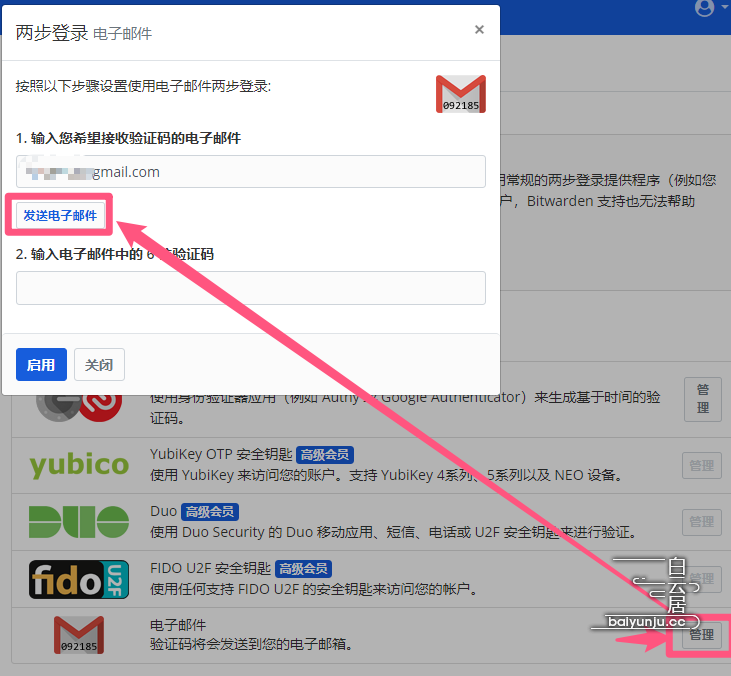 两步登录 电子邮件
×
按照以下步骤设置使用电子邮件两步登录:
092185
1. 输入您希望接收验证码的电子邮件
gmail.com
发送电子邮件
2. 输入电子邮件中的 6 验证码
启用
关闭
用常规的两步登录提供程序（例如您
户，Bitwarden 支持也无法帮助
使用身份验证器应用（例如 Authy Google Authenticator）来生成基于时间的验
证码。
管
理
yubico
YubiKey OTP 安全钥匙 高级会员
使用 YubiKey 来访问您的账户。支持 YubiKey 4系列、5系列以及 NEO 设备。
管理
DUO
Duo 高级会员
使用 Duo Security 的 Duo 移动应用、短信、电话或 U2F 安全钥匙来进行验证。
管理
fido U2F
FIDO U2F 安全钥匙 高级会员
使用任何支持 FIDO U2F 的安全钥匙来访问您的帐户。
管理
白云居
baiyunju.cc
092185
电子邮件
验证码将会发送到您的电子邮箱。
管理